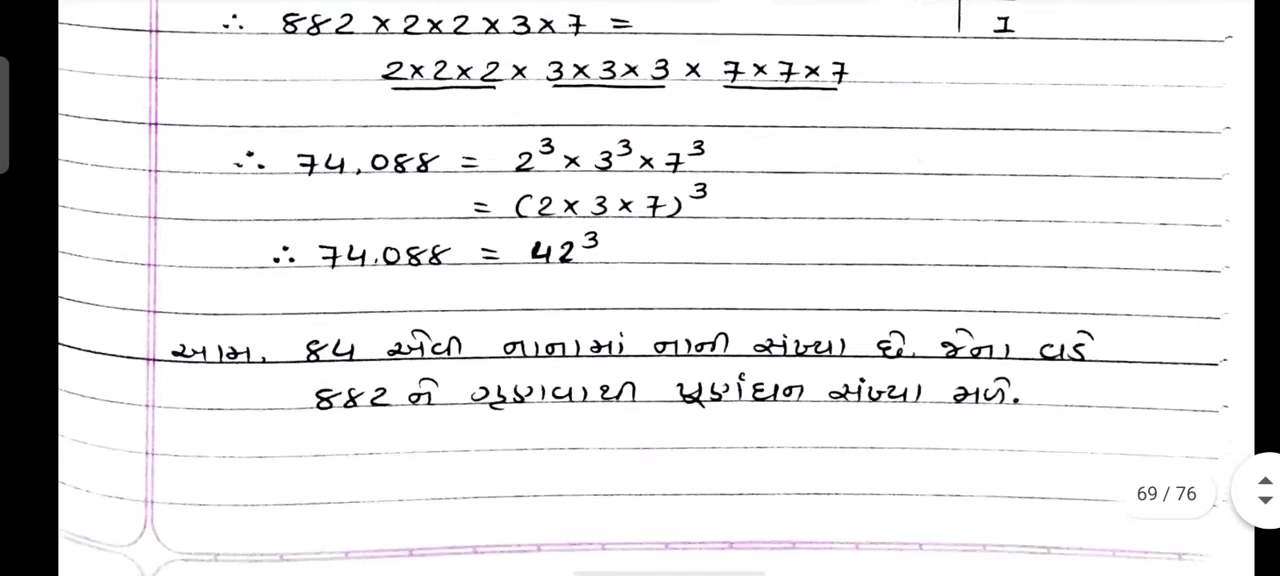 ∴ 882 × 2 × 2 × 3 × 7 =
1
2 × 2 × 2 × 3 × 3 × 3 × 7 × 7 × 7
∴ 74,088 = 2³ × 3³ × 7³
= (2 × 3 × 7)³
∴ 74.088 = 42³
આમ, 84 એવી નાનામાં નાની સંખ્યા છે. જેના વડે
882 ને ગુણવાથી પૂર્ણઘન સંખ્યા મળે.
69 / 76